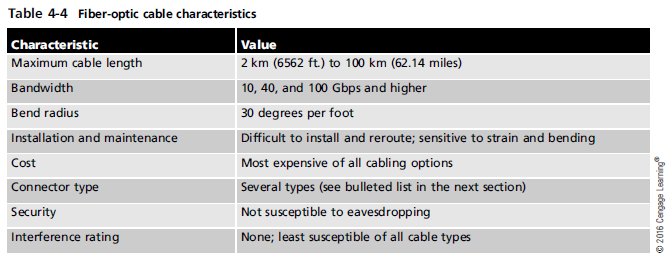 Table 4-4 Fiber-optic cable characteristics
Characteristic Value
Maximum cable length 2 km (6562 ft.) to 100 km (62.14 miles)
Bandwidth 10, 40, and 100 Gbps and higher
Bend radius 30 degrees per foot
Installation and maintenance Difficult to install and reroute; sensitive to strain and bending
Cost Most expensive of all cabling options
Connector type Several types (see bulleted list in the next section)
Security Not susceptible to eavesdropping
Interference rating None; least susceptible of all cable types
© 2016 Cengage Learning®